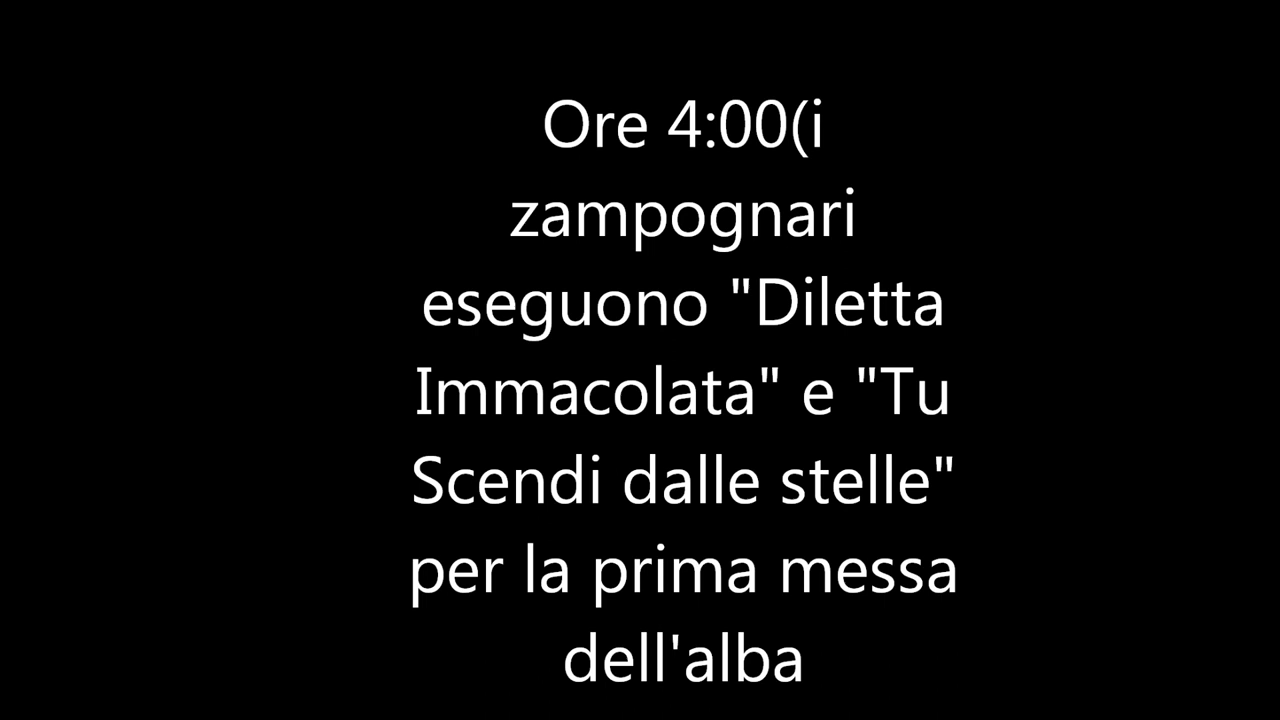 Ore 4:00(i
zampognari
eseguono "Diletta
Immacolata" e "Tu
Scendi dalle stelle"
per la prima messa
dell'alba